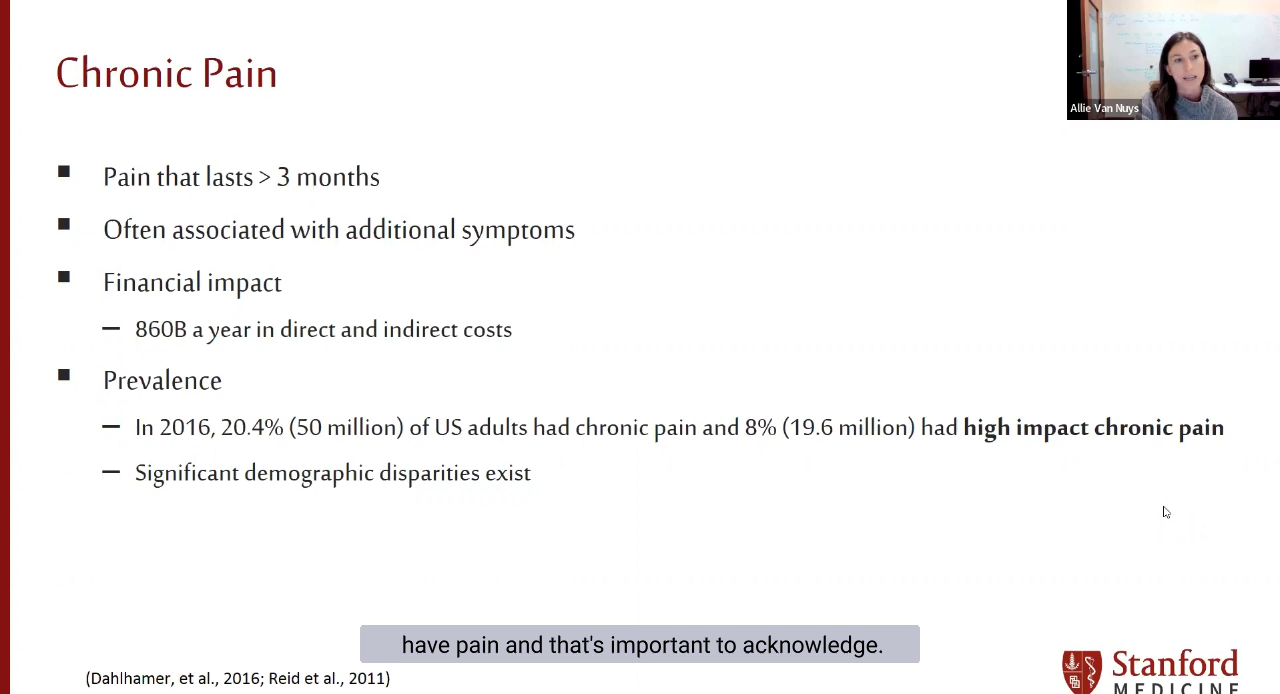 Chronic Pain
Allie Van Nuys
Pain that lasts > 3 months
Often associated with additional symptoms
Financial impact
– 860B a year in direct and indirect costs
Prevalence
– In 2016, 20.4% (50 million) of US adults had chronic pain and 8% (19.6 million) had high impact chronic pain
– Significant demographic disparities exist
have pain and that's important to acknowledge.
(Dahlhamer, et al., 2016; Reid et al., 2011)
Stanford
MEDICINE